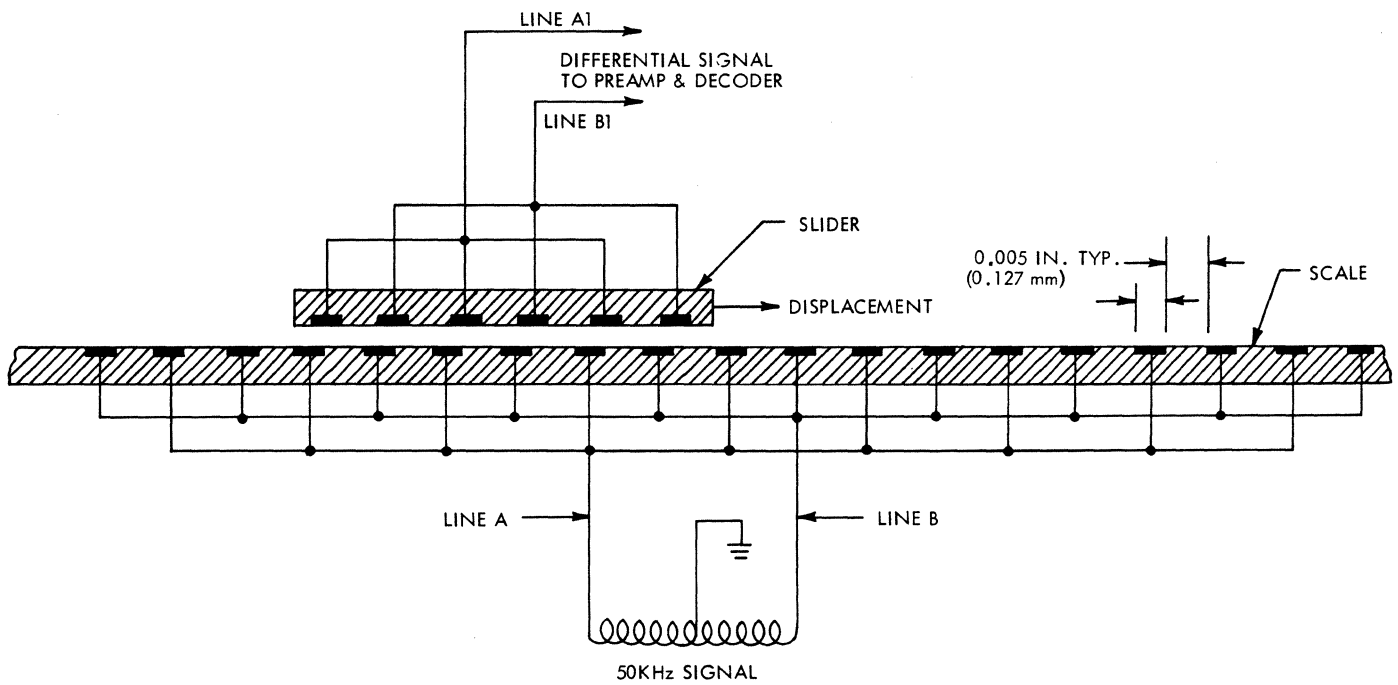 LINE A1
DIFFERENTIAL SIGNAL
TO PREAMP & DECODER
LINE B1
SLIDER
0.005 IN. TYP.
(0.127 mm)
SCALE
DISPLACEMENT
LINE A
LINE B
50KHz SIGNAL